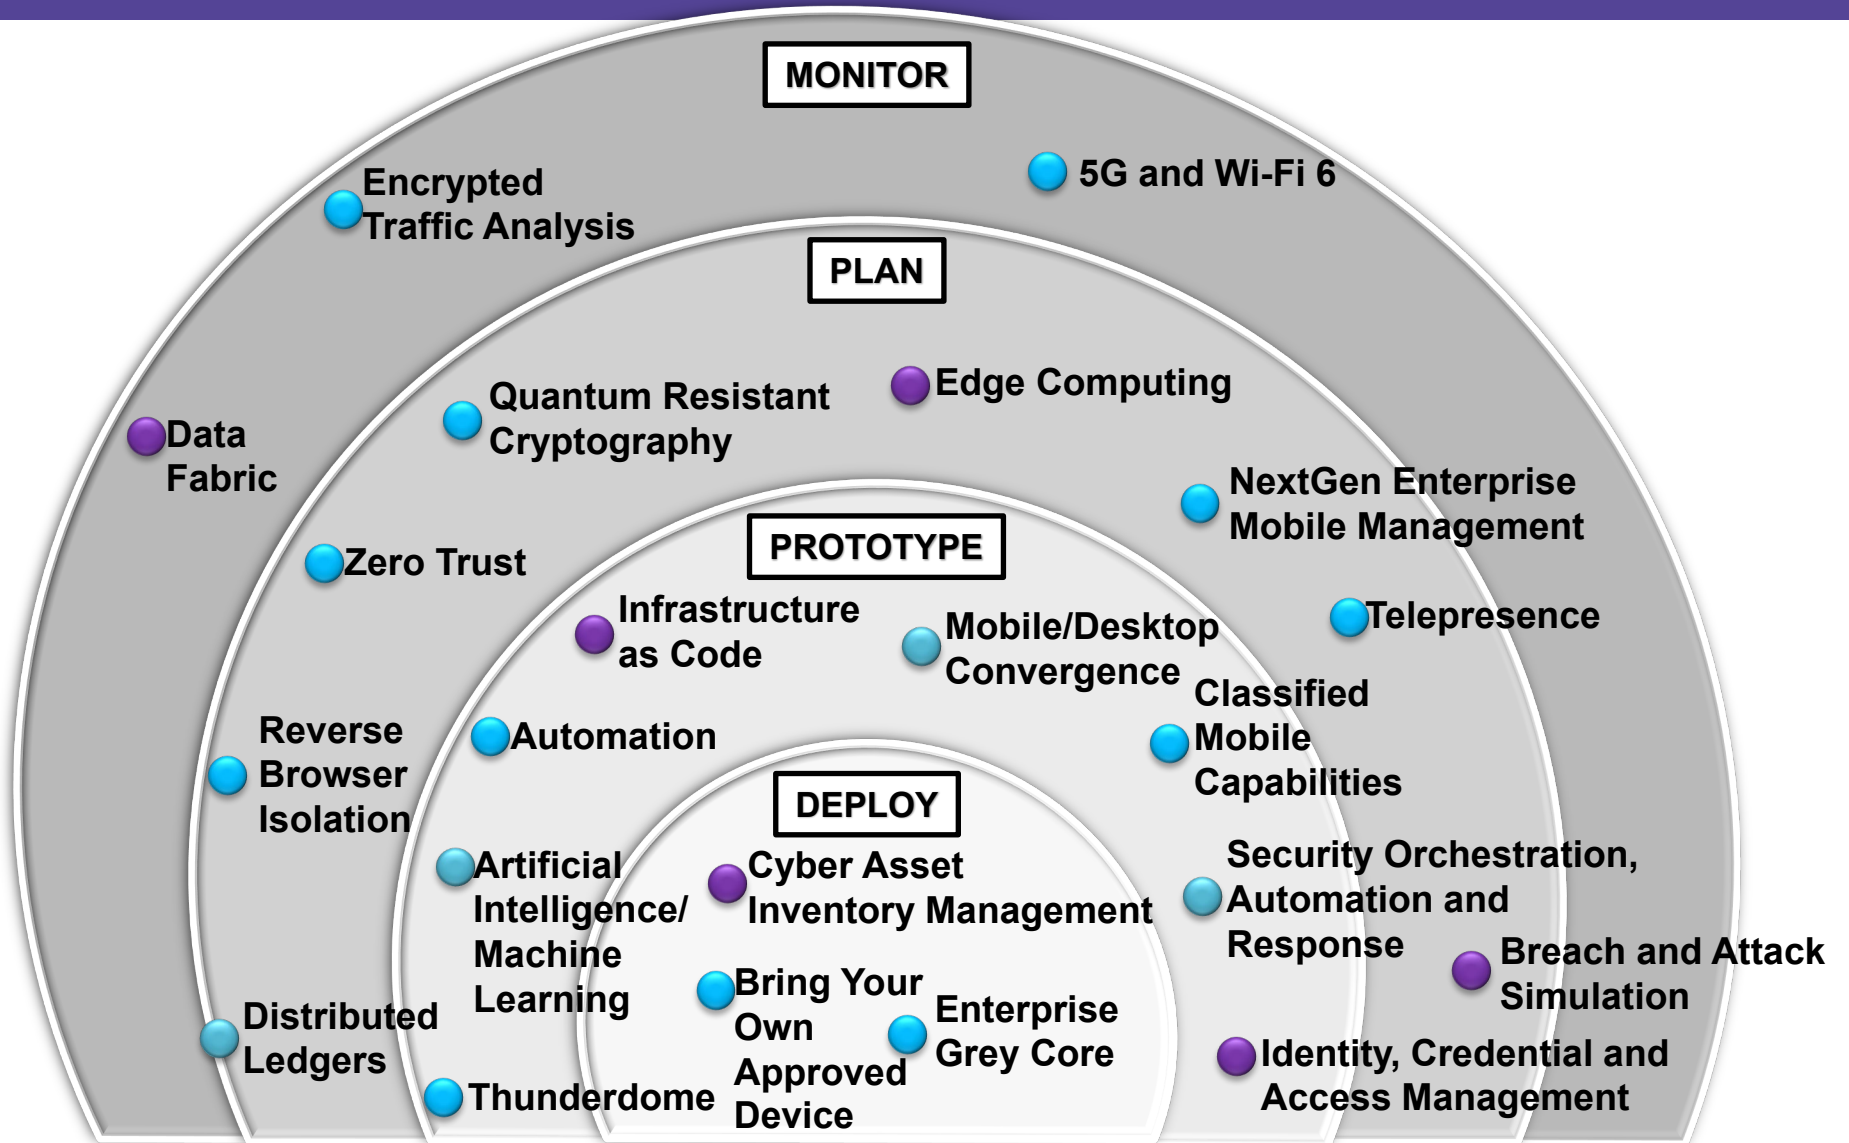 MONITOR
5G and Wi-Fi 6
Encrypted
Traffic Analysis
PLAN
Edge Computing
Quantum Resistant
Cryptography
Data
Fabric
NextGen Enterprise
Mobile Management
PROTOTYPE
Zero Trust
Infrastructure
as Code
Mobile/Desktop
Convergence
Telepresence
Classified
Mobile
Capabilities
Automation
Reverse
Browser
Isolation
DEPLOY
Artificial
Intelligence/
Machine
Learning
Cyber Asset
Inventory Management
Security Orchestration,
Automation and
Response
Breach and Attack
Simulation
Bring Your
Own
Approved
Device
Enterprise
Grey Core
Distributed
Ledgers
Identity, Credential and
Access Management
Thunderdome